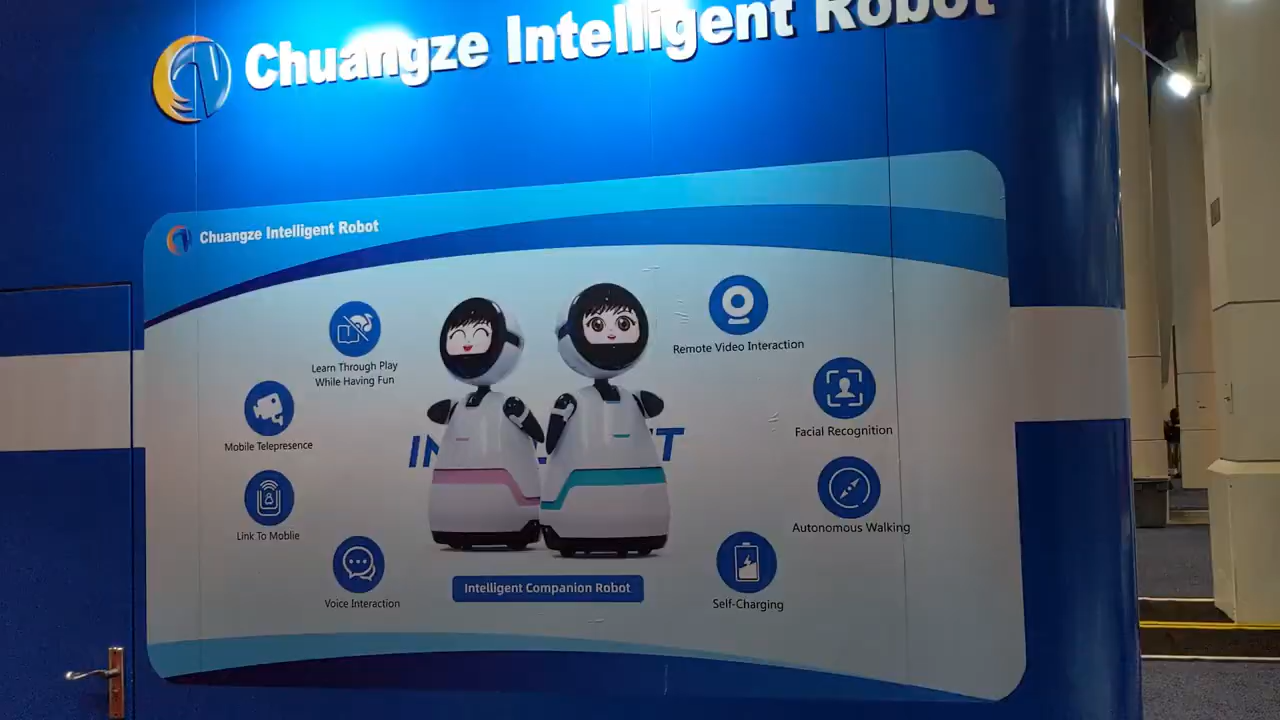 Chuangze Intelligent Robot
Chuangze Intelligent Robot
Learn Through Play
While Having Fun
Remote Video Interaction
Mobile Telepresence
Facial Recognition
Link To Moblie
Autonomous Walking
Voice Interaction
Intelligent Companion Robot
Self-Charging